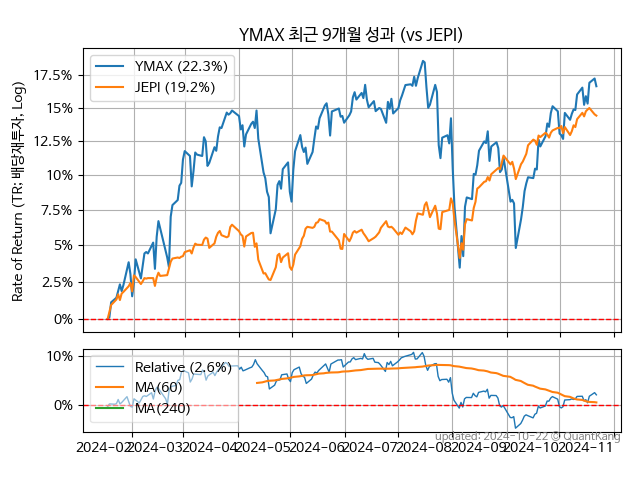 YMAX 최근 9개월 성과 (vs JEPI)
Rate of Return (TR: 배당재투자, Log)
17.5%
15%
12.5%
10%
7.5%
5%
2.5%
0%
YMAX (22.3%)
JEPI (19.2%)
10%
0%
Relative (2.6%)
MA(60)
MA(240)
updated: 2024-10-22 © QuantKang
2024-02 2024-03 2024-04 2024-05 2024-06 2024-07 2024-08 2024-09 2024-10 2024-11